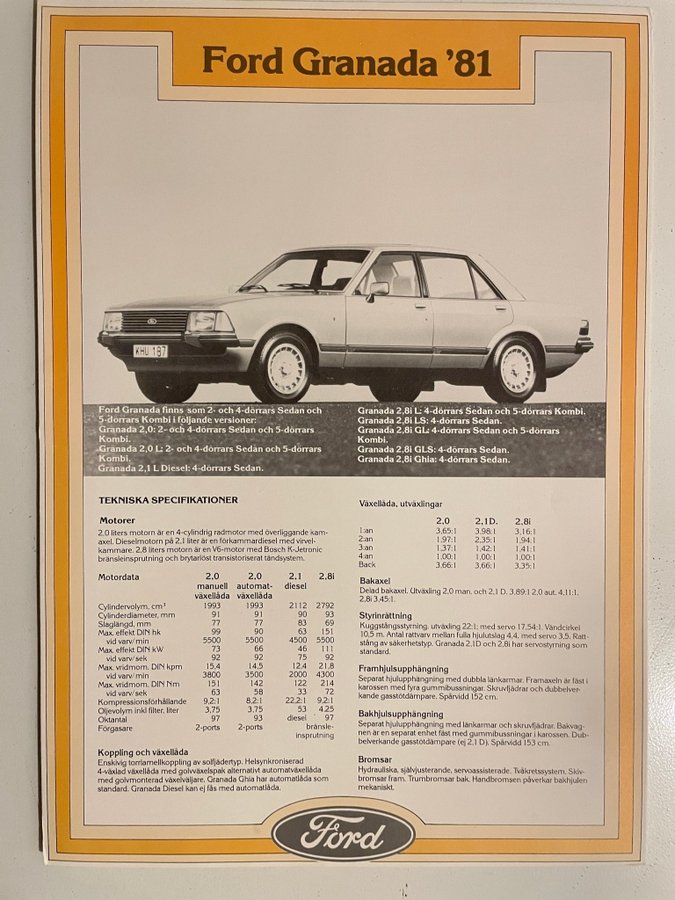 Ford Granada '81
KHU 187
Ford Granada finns som 2- och 4-dörrars Sedan och
5-dörrars Kombi i följande versioner:
Granada 2,0: 2- och 4-dörrars Sedan och 5-dörrars
Kombi.
Granada 2,0 L: 2- och 4-dörrars Sedan och 5-dörrars
Kombi.
Granada 2,1 L Diesel: 4-dörrars Sedan.
Granada 2,8i L: 4-dörrars Sedan och 5-dörrars Kombi.
Granada 2,8i LS: 4-dörrars Sedan.
Granada 2,8i GL: 4-dörrars Sedan och 5-dörrars
Kombi.
Granada 2,8i GLS: 4-dörrars Sedan.
Granada 2,8i Ghia: 4-dörrars Sedan.
TEKNISKA SPECIFIKATIONER
Motorer
2,0 liters motorn är en 4-cylindrig radmotor med överliggande kam-
axel. Dieselmotorn på 2,1 liter är en förkammardiesel med virvel-
kammare. 2,8 liters motorn är en V6-motor med Bosch K-Jetronic
bränsleinsprutning och brytarlöst transistoriserat tändsystem.
Motordata 2,0 2,0 2,1 2,8i
manuell automat- diesel
växellåda växellåda
Cylindervolym, cm³ 1993 1993 2112 2792
Cylinderdiameter, mm 91 91 90 93
Slaglängd, mm 77 77 83 69
Max. effekt DIN hk 99 90 63 151
vid varv/min 5500 5500 4500 5500
Max. effekt DIN kW 73 66 46 111
vid varv/sek 92 92 75 92
Max. vridmom. DIN kpm 15.4 14.5 12.4 21.8
vid varv/min 3800 3500 2000 4300
Max. vridmom. DIN Nm 151 142 122 214
vid varv/sek 63 58 33 72
Kompressionsförhållande 9,2:1 8,2:1 22,2:1 9,2:1
Oljevolym inkl filter, liter 3,75 3,75 53 4.25
Oktantal 97 93 diesel 97
Förgasare 2-ports 2-ports bränsle-
insprutning
Koppling och växellåda
Enskivig torrlamellkoppling av solfjädertyp. Helsynkroniserad
4-växlad växellåda med golvväxelspak alternativt automatväxellåda
med golvmonterad växelväljare. Granada Ghia har automatlåda som
standard. Granada Diesel kan ej fås med automatlåda.
Växellåda, utväxlingar
2,0 2,1D. 2,8i
1:an 3,65:1 3,98:1 3,16:1
2:an 1,97:1 2,35:1 1,94:1
3:an 1,37:1 1,42:1 1,41:1
4:an 1,00:1 1,00:1 1,00:1
Back 3,66:1 3,66:1 3,35:1
Bakaxel
Delad bakaxel. Utväxling 2,0 man. och 2,1 D. 3,89:1 2,0 aut. 4,11:1.
2,8i 3,45:1.
Styrinrättning
Kuggstångsstyrning, utväxling 22:1; med servo 17,54:1. Vändcirkel
10,5 m. Antal rattvarv mellan fulla hjulutslag 4,4, med servo 3,5. Ratt-
stång av säkerhetstyp. Granada 2,1D och 2,8i har servostyrning som
standard.
Framhjulsupphängning
Separat hjulupphängning med dubbla länkarmar. Framaxeln är fäst i
karossen med fyra gummibussningar. Skruvfjädrar och dubbelver-
kande gasstötdämpare. Spårvidd 152 cm.
Bakhjulsupphängning
Separat hjulupphängning med länkarmar och skruvfjädrar. Bakvag-
nen är en separat enhet fäst med gummibussningar i karossen. Dub-
belverkande gasstötdämpare (ej 2,1 D). Spårvidd 153 cm.
Bromsar
Hydrauliska, självjusterande, servoassisterade. Tvåkretssystem. Skiv-
bromsar fram. Trumbromsar bak. Handbromsen påverkar bakhjulen
mekaniskt.
Ford